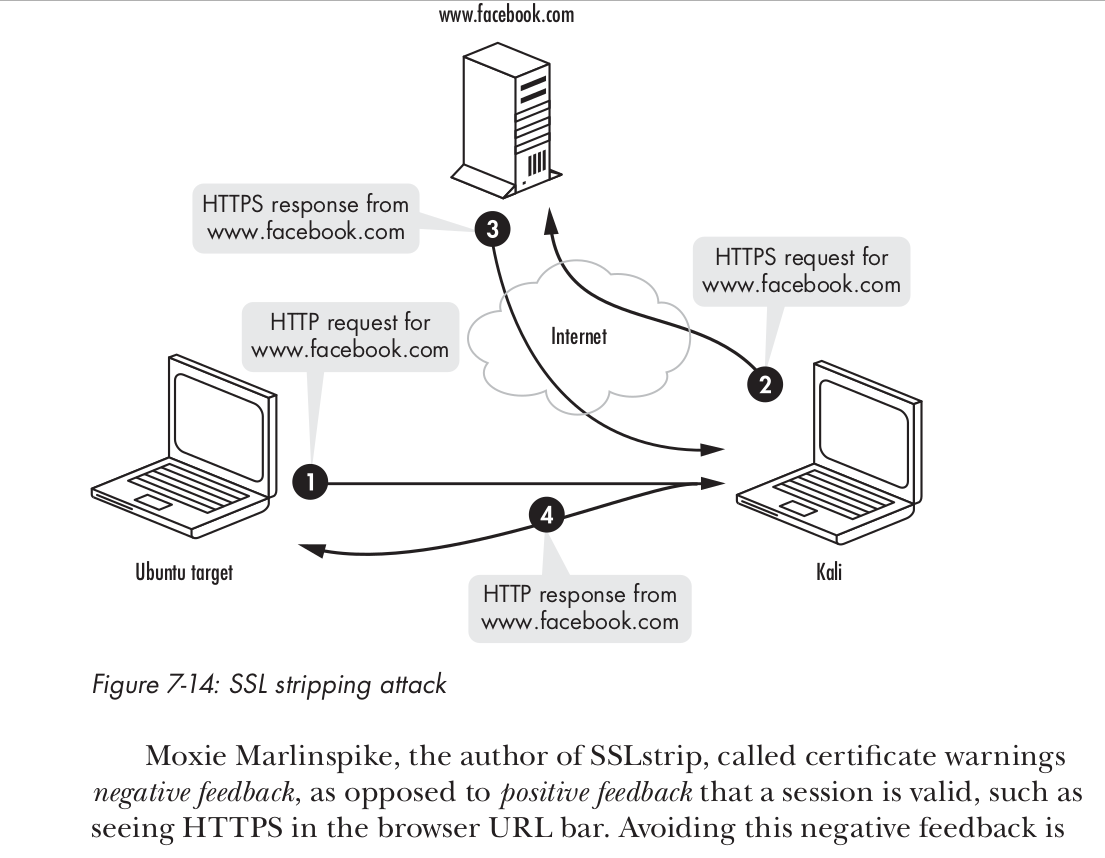 www.facebook.com
HTTPS response from
www.facebook.com
3
HTTPS request for
www.facebook.com
HTTP request for
www.facebook.com
Internet
2
1
4
Ubuntu target
Kali
HTTP response from
www.facebook.com
Figure 7-14: SSL stripping attack
Moxie Marlinspike, the author of SSLstrip, called certificate warnings
negative feedback, as opposed to positive feedback that a session is valid, such as
seeing HTTPS in the browser URL bar. Avoiding this negative feedback is